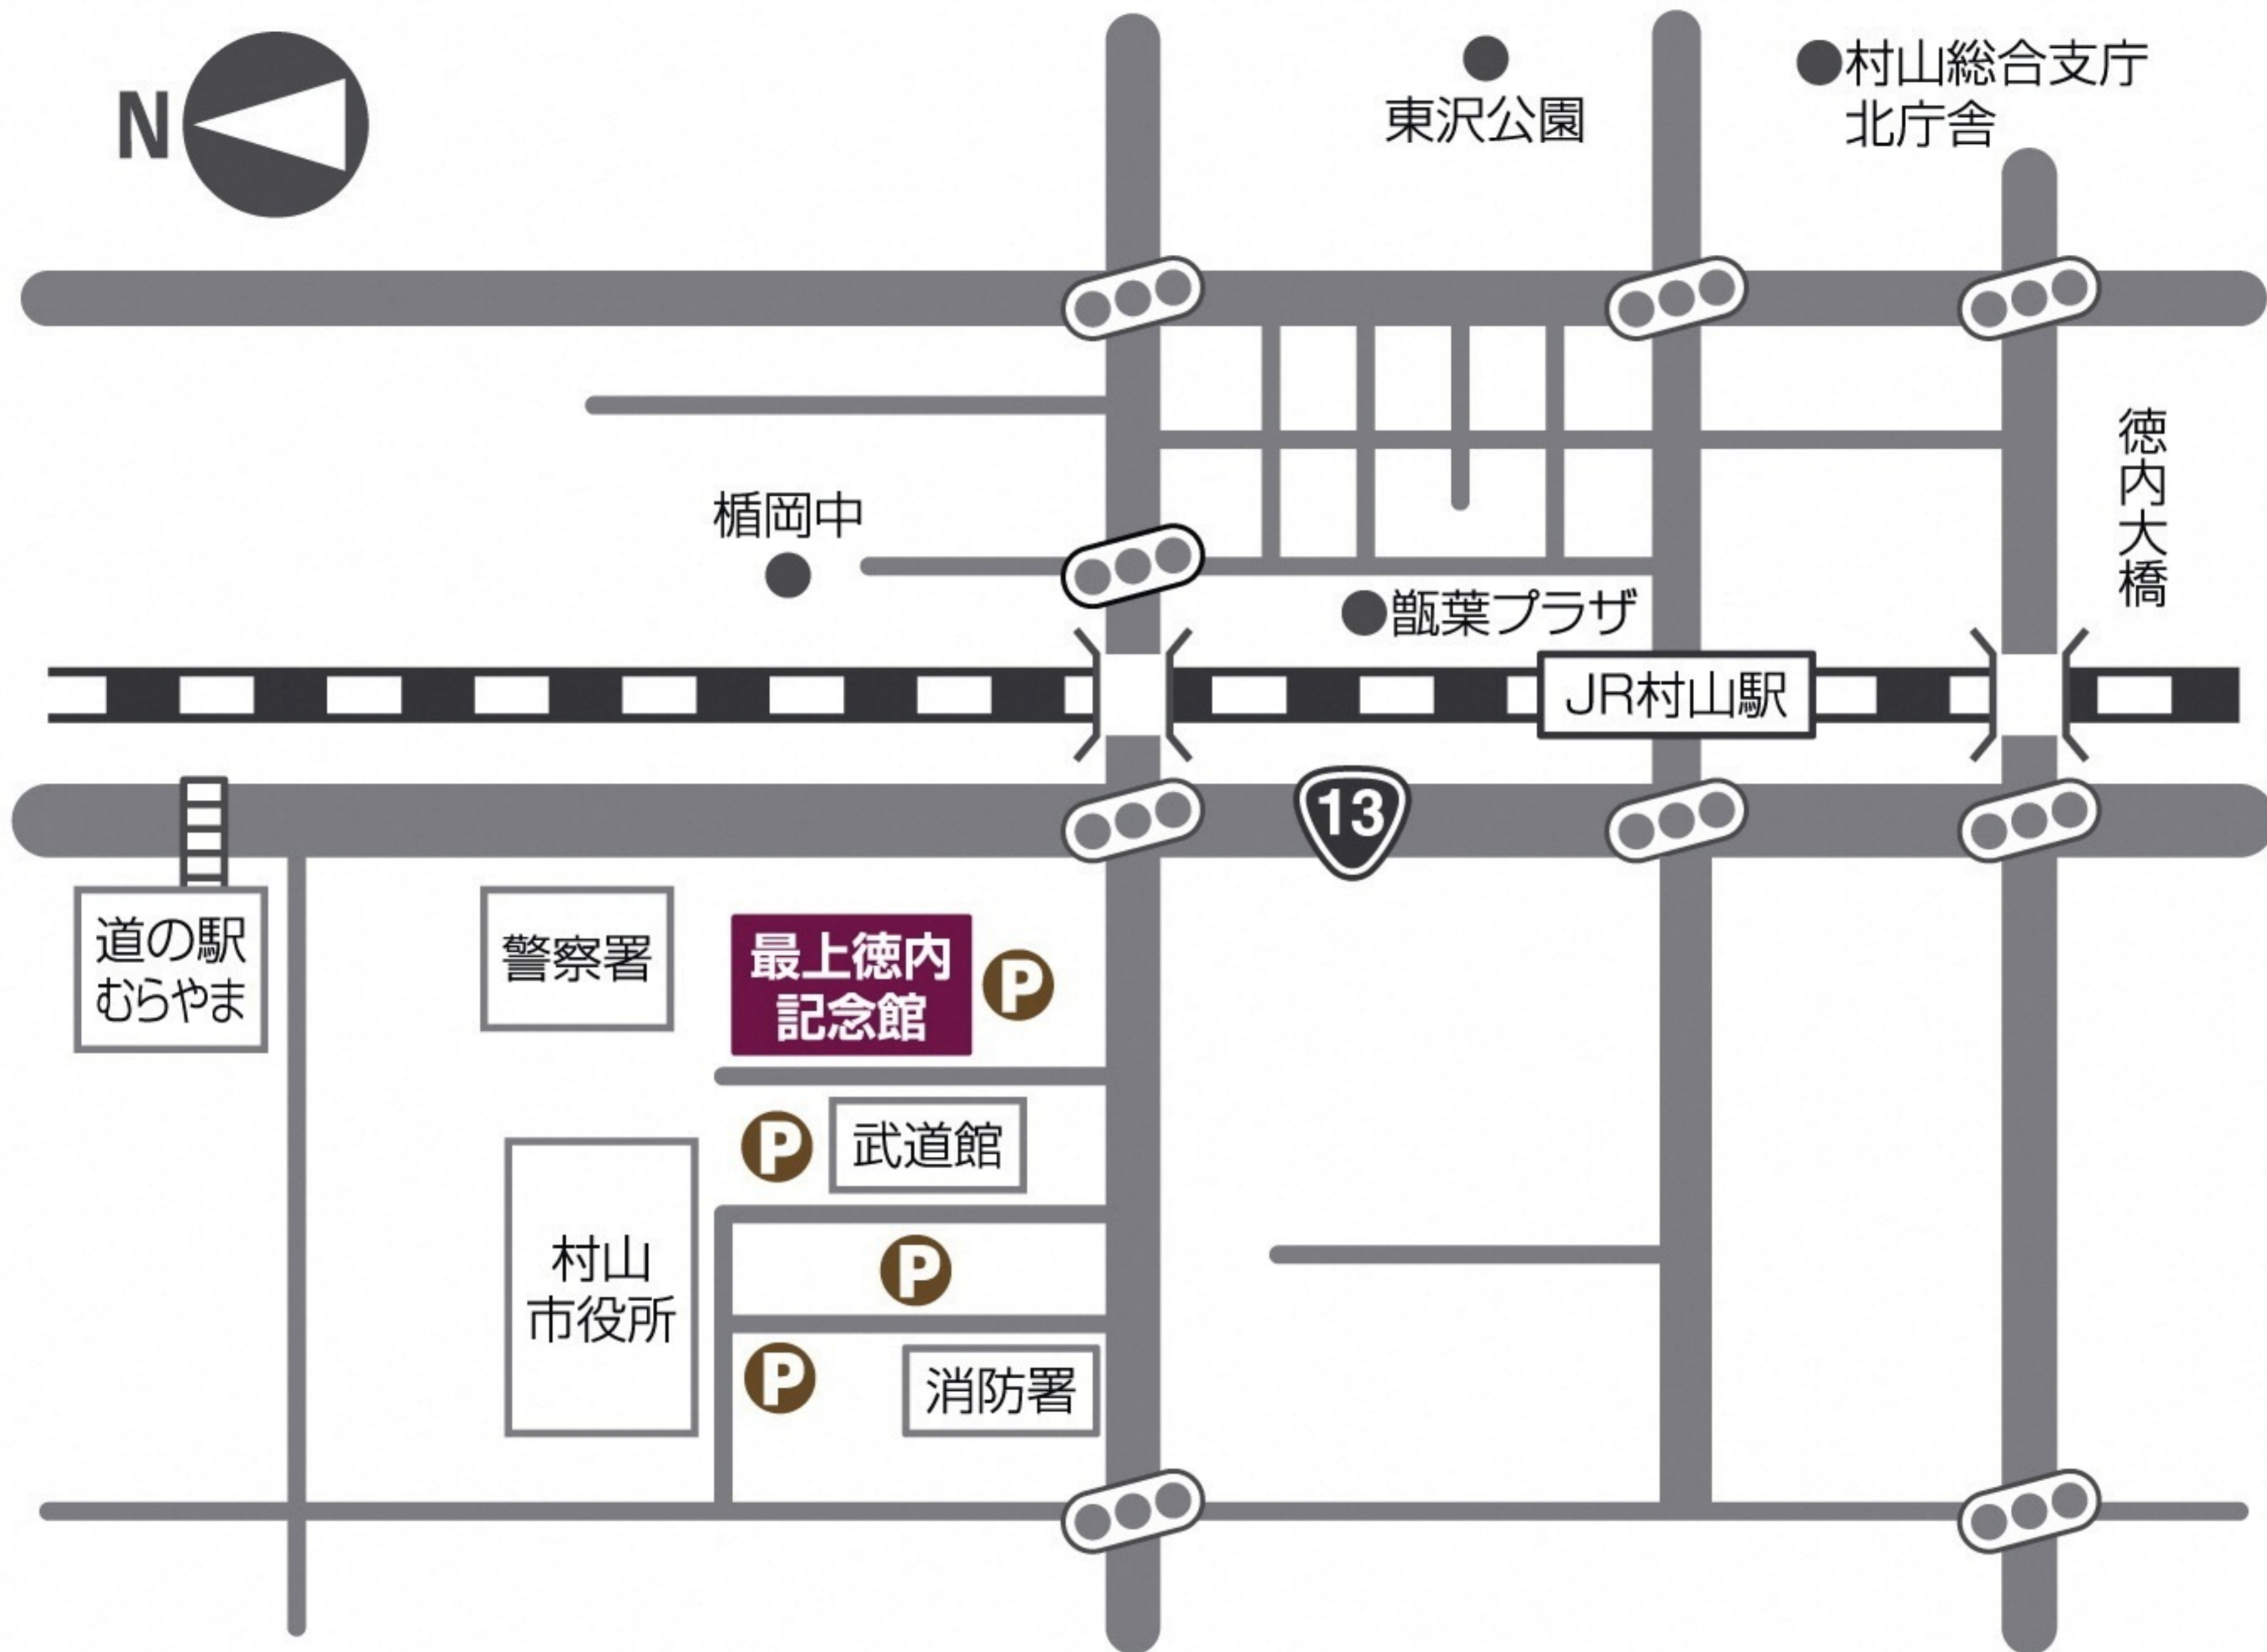 N
東沢公園
村山総合支庁
北庁舎
徳内大橋
楯岡中
甑葉プラザ
JR村山駅
13
道の駅
むらやま
警察署
最上徳内
記念館
P
P
武道館
村山
市役所
P
P
消防署